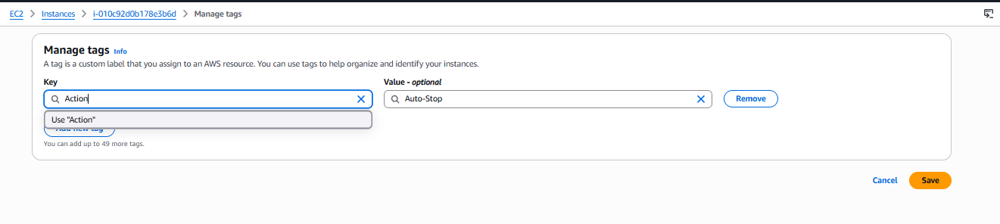 EC2 > Instances > i-010c92d0b178e3b6d > Manage tags
Manage tags Info
A tag is a custom label that you assign to an AWS resource. You can use tags to help organize and identify your instances.
Key Value - optional
Action Auto-Stop Remove
Use "Action"
Add new tag
You can add up to 49 more tags.
Cancel Save